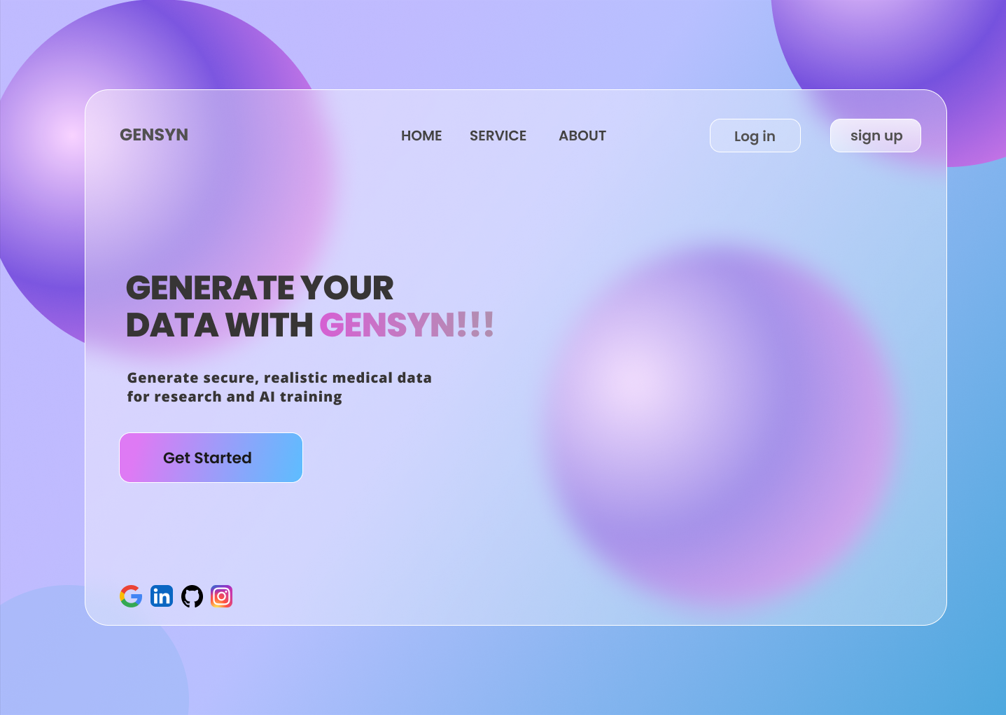 GENSYN
HOME
SERVICE
ABOUT
Log in
sign up
GENERATE YOUR
DATA WITH GENSYN!!!
Generate secure, realistic medical data
for research and AI training
Get Started
in